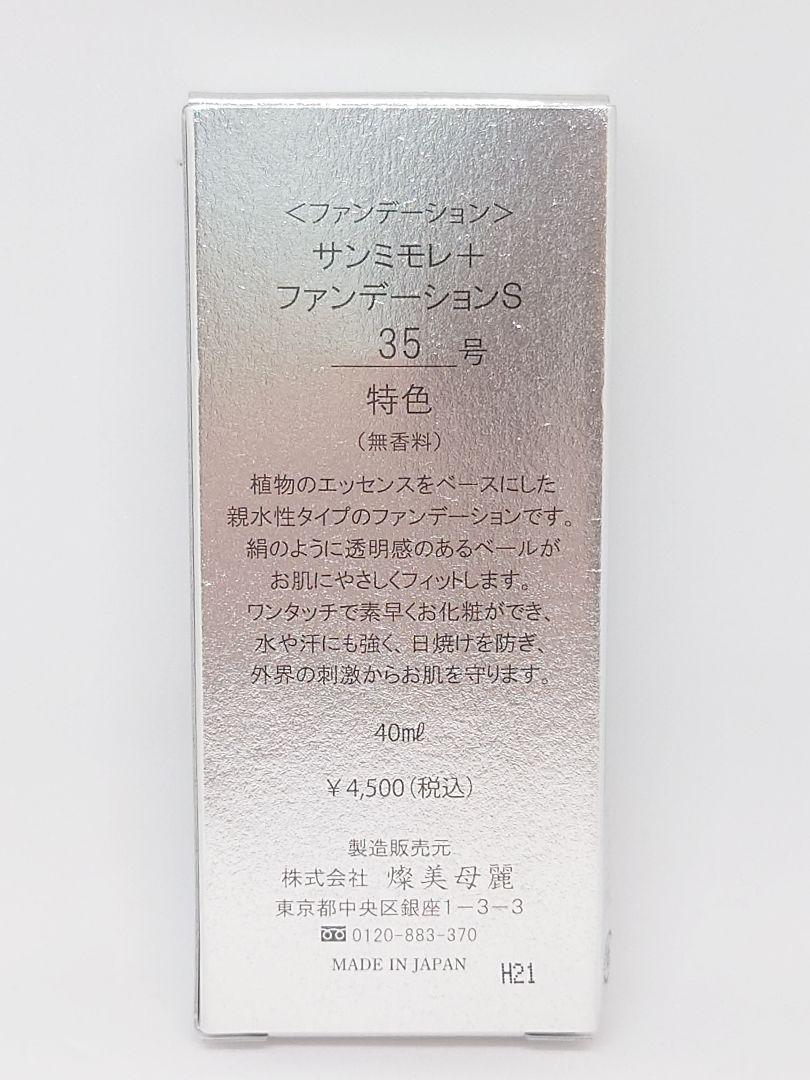 ＜ファンデーション＞
サンミモレ＋
ファンデーションS
35 号
特色
（無香料）
植物のエッセンスをベースにした
親水性タイプのファンデーションです。
絹のように透明感のあるベールが
お肌にやさしくフィットします。
ワンタッチで素早くお化粧ができ、
水や汗にも強く、日焼けを防ぎ、
外界の刺激からお肌を守ります。
40mℓ
￥4,500（税込）
製造販売元
株式会社 燦美母麗
東京都中央区銀座1－3－3
0120-883-370
MADE IN JAPAN
H21